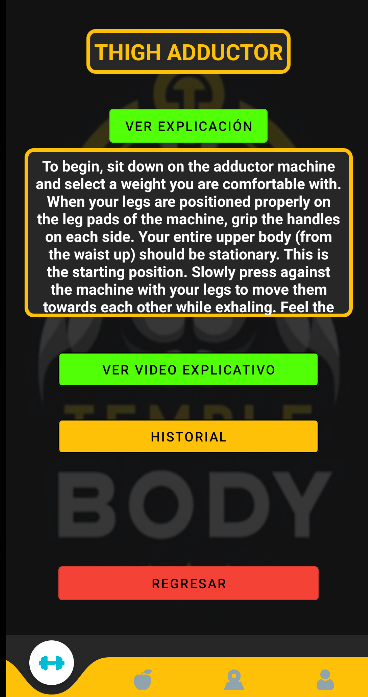 THIGH ADDUCTOR
VER EXPLICACIÓN
To begin, sit down on the adductor machine
and select a weight you are comfortable with.
When your legs are positioned properly on
the leg pads of the machine, grip the handles
on each side. Your entire upper body (from
the waist up) should be stationary. This is
the starting position. Slowly press against
the machine with your legs to move them
towards each other while exhaling. Feel the
VER VIDEO EXPLICATIVO
TEMPLE
HISTORIAL
BODY
REGRESAR